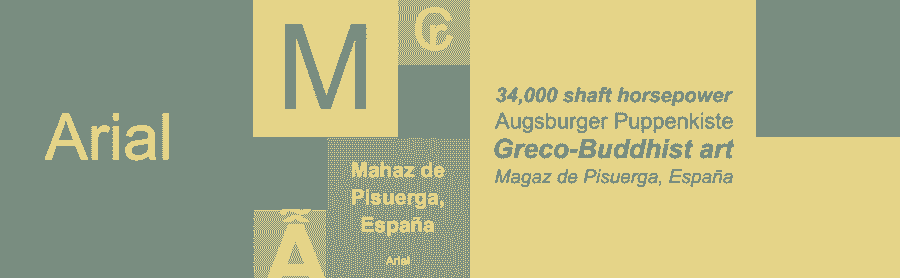 Arial
M
₢
Ẫ
Mahaz de
Pisuerga,
España
Arial
34,000 shaft horsepower
Augsburger Puppenkiste
Greco-Buddhist art
Magaz de Pisuerga, España